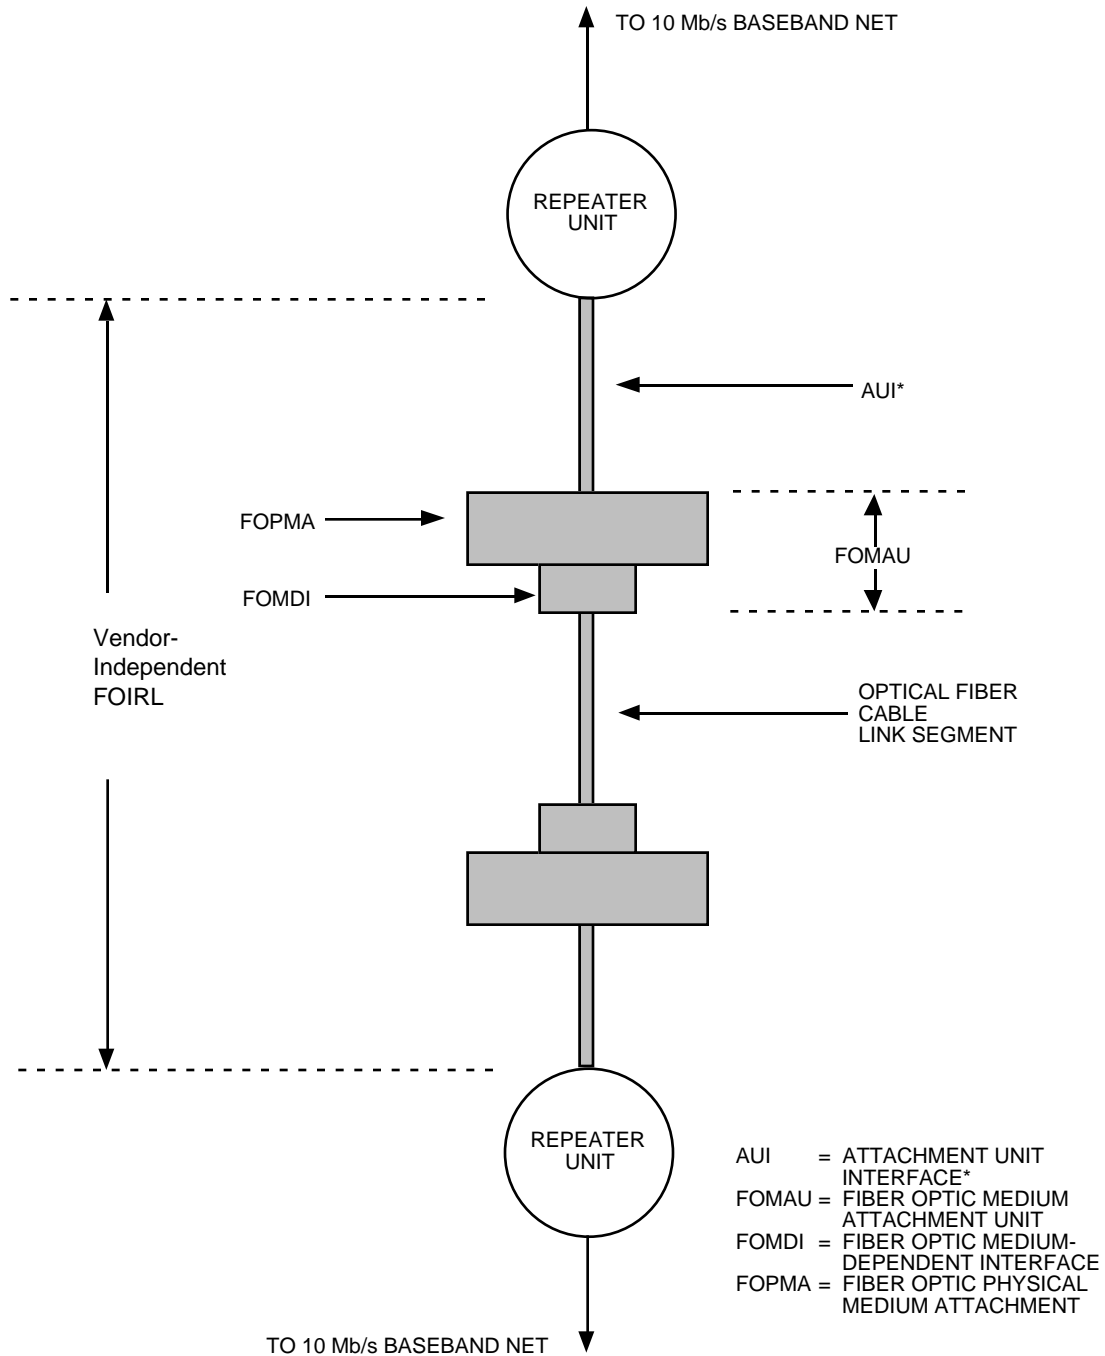 TO 10 Mb/s BASEBAND NET
REPEATER
UNIT
AUI*
FOPMA
FOMAU
FOMDI
Vendor-
Independent
FOIRL
OPTICAL FIBER
CABLE
LINK SEGMENT
REPEATER
UNIT
AUI = ATTACHMENT UNIT
INTERFACE*
FOMAU = FIBER OPTIC MEDIUM
ATTACHMENT UNIT
FOMDI = FIBER OPTIC MEDIUM-
DEPENDENT INTERFACE
FOPMA = FIBER OPTIC PHYSICAL
MEDIUM ATTACHMENT
TO 10 Mb/s BASEBAND NET